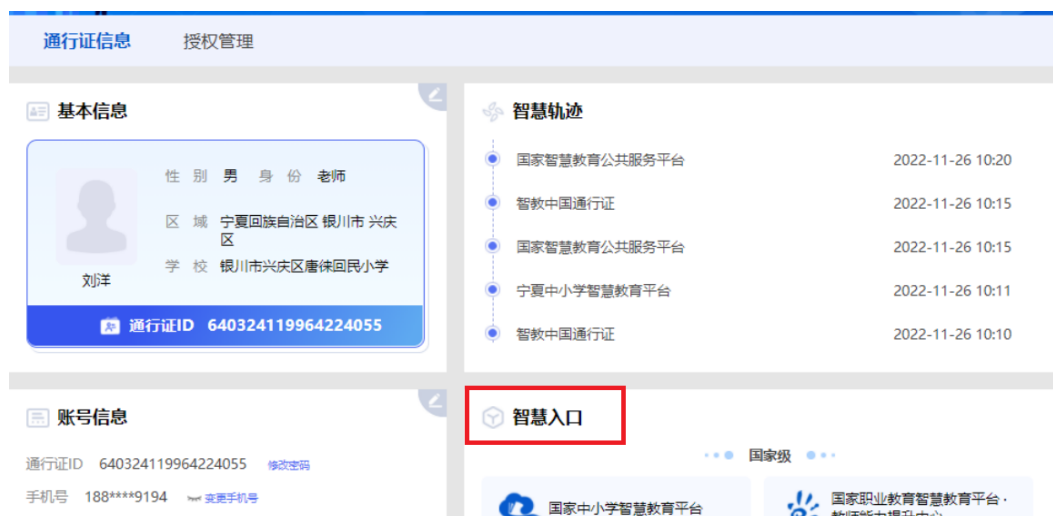 通行证信息 授权管理
基本信息
性 别 男 身 份 老师
区 域 宁夏回族自治区 银川市 兴庆
区
学 校 银川市兴庆区唐徕回民小学
刘洋
通行证ID 640324119964224055
智慧轨迹
国家智慧教育公共服务平台 2022-11-26 10:20
智教中国通行证 2022-11-26 10:15
国家智慧教育公共服务平台 2022-11-26 10:15
宁夏中小学智慧教育平台 2022-11-26 10:11
智教中国通行证 2022-11-26 10:10
账号信息
通行证ID 640324119964224055 修改密码
手机号 188****9194 变更手机号
智慧入口
国家级
国家中小学智慧教育平台
国家职业教育智慧教育平台·
教师能力提升中心